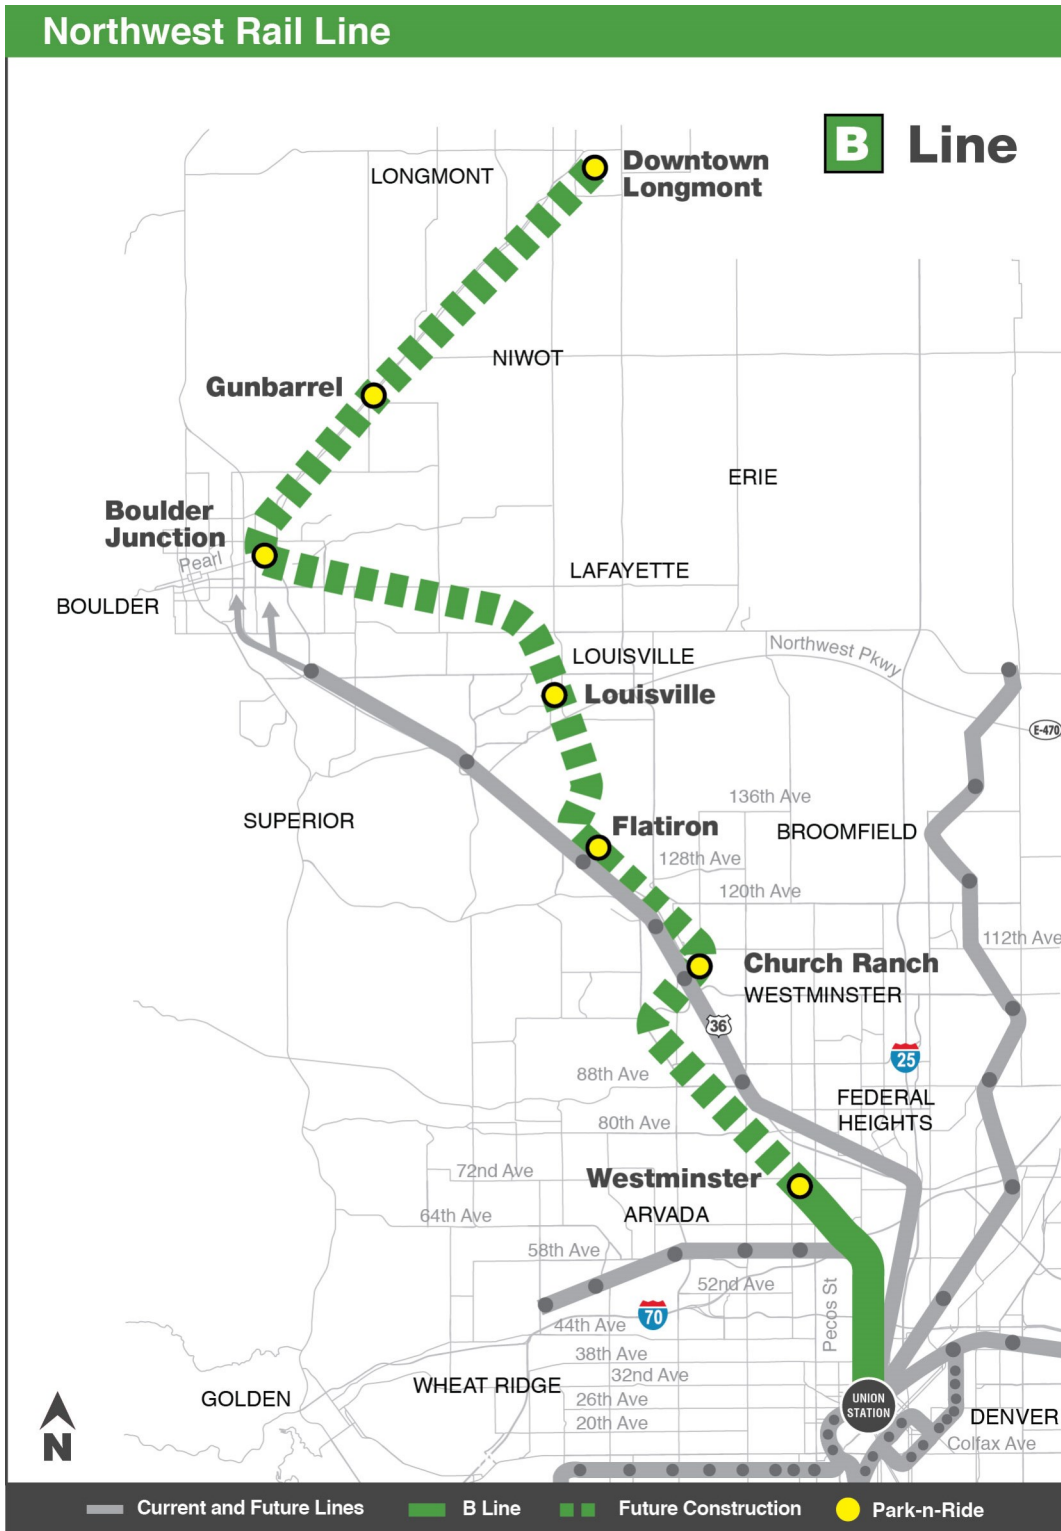 Northwest Rail Line
B Line
Downtown
Longmont
LONGMONT
NIWOT
Gunbarrel
ERIE
Boulder
Junction
Pearl
LAFAYETTE
BOULDER
LOUISVILLE
Northwest Pkwy
Louisville
E-470
136th Ave
SUPERIOR
Flatiron
BROOMFIELD
128th Ave
120th Ave
112th Ave
Church Ranch
WESTMINSTER
36
25
88th Ave
FEDERAL
HEIGHTS
80th Ave
72nd Ave
Westminster
64th Ave
ARVADA
58th Ave
52nd Ave
Pecos St
70
44th Ave
38th Ave
32nd Ave
WHEAT RIDGE
GOLDEN
26th Ave
UNION
STATION
20th Ave
DENVER
Colfax Ave
N
Current and Future Lines
B Line
Future Construction
Park-n-Ride